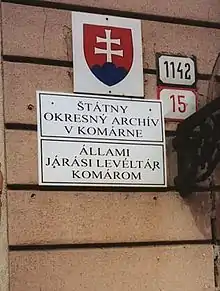 1142
15
ŠTÁTNY
OKRESNÝ ARCHÍV
V KOMÁRNE
ÁLLAMI
JÁRÁSI LEVÉLTÁR
KOMÁROM